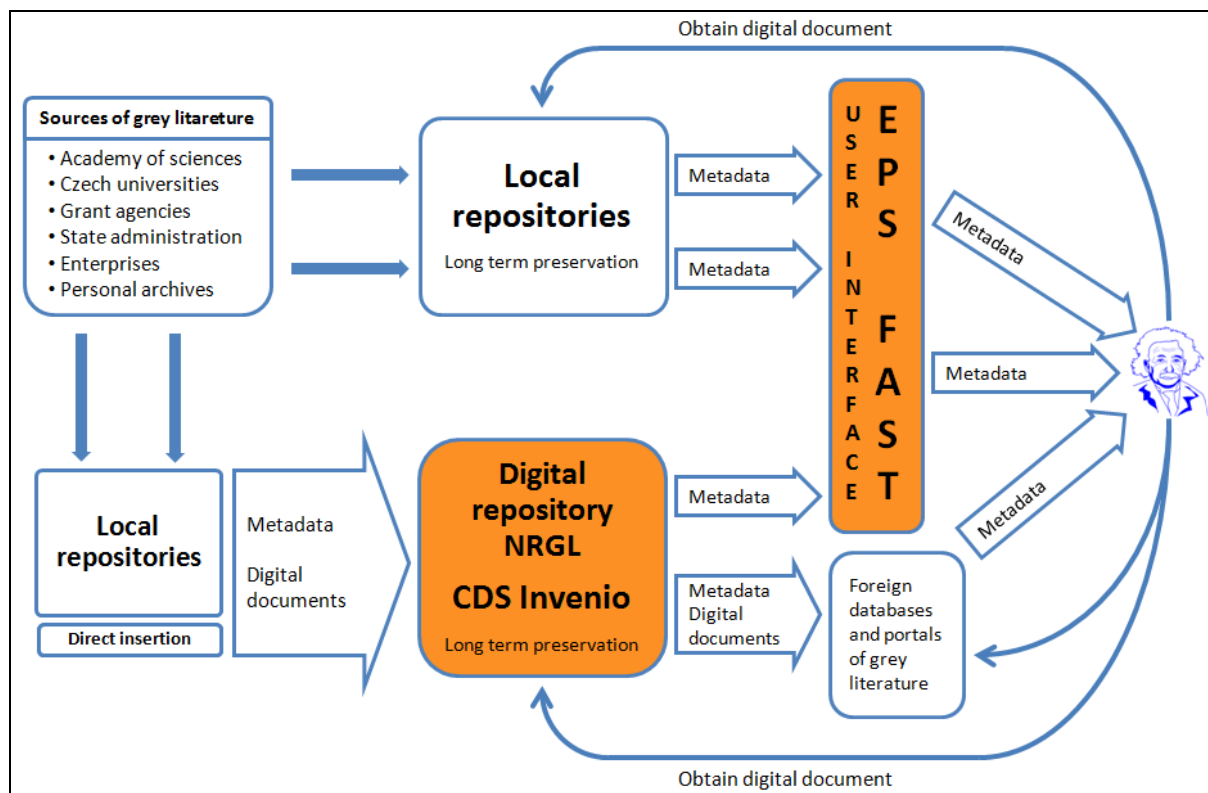 Obtain digital document
Sources of grey litareture
• Academy of sciences
• Czech universities
• Grant agencies
• State administration
• Enterprises
• Personal archives
Local
repositories
Long term preservation
Metadata
Metadata
USER INTERFACE
EPS FAST
Metadata
Metadata
Metadata
Local
repositories
Direct insertion
Metadata
Digital
documents
Digital
repository
NRGL
CDS Invenio
Long term preservation
Metadata
Metadata
Digital
documents
Foreign
databases
and portals
of grey
literature
Obtain digital document